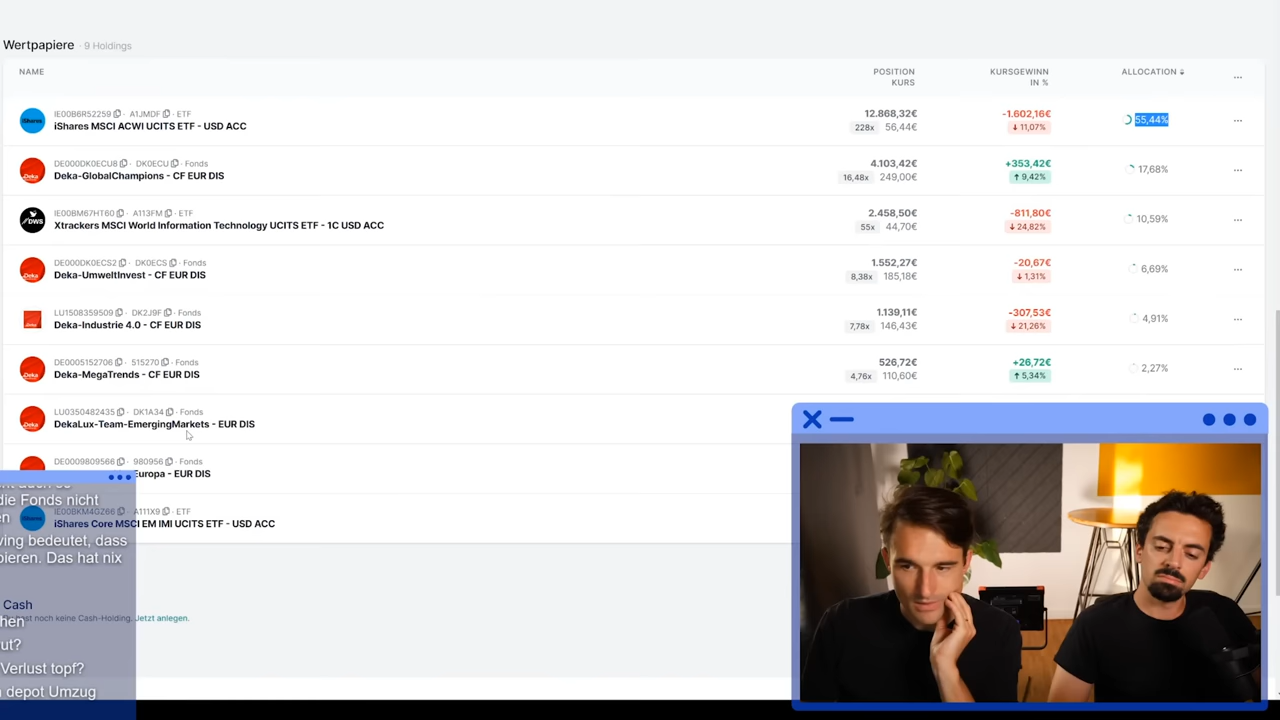 Wertpapiere · 9 Holdings
NAME POSITION KURSGEWINN ALLOCATION
KURS IN %
IE00B6R52259 · A1JMDF · ETF 12.868,32€ -1.602,16€ 55,44%
iShares MSCI ACWI UCITS ETF - USD ACC 228x 56,44€ 11,07%
DE000DK0ECU8 · DK0ECU · Fonds 4.103,42€ +353,42€ 17,68%
Deka-GlobalChampions - CF EUR DIS 16,48x 249,00€ 9,42%
IE00BM67HT60 · A113FM · ETF 2.458,50€ -811,80€ 10,59%
Xtrackers MSCI World Information Technology UCITS ETF - 1C USD ACC 55x 44,70€ 24,82%
DE000DK0ECS2 · DK0ECS · Fonds 1.552,27€ -20,67€ 6,69%
Deka-UmweltInvest - CF EUR DIS 8,38x 185,18€ 1,31%
LU1508359509 · DK2J9F · Fonds 1.139,11€ -307,53€ 4,91%
Deka-Industrie 4.0 - CF EUR DIS 7,78x 146,43€ 21,26%
DE0005152706 · 515270 · Fonds 526,72€ +26,72€ 2,27%
Deka-MegaTrends - CF EUR DIS 4,76x 110,60€ 5,34%
LU0350482435 · DK1A34 · Fonds
DekaLux-Team-EmergingMarkets - EUR DIS
DE0009809566 · 980956 · Fonds
Europa - EUR DIS
IE00BKM4GZ66 · A111X9 · ETF
iShares Core MSCI EM IMI UCITS ETF - USD ACC
noch keine Cash-Holding. Jetzt anlegen.
die Fonds nicht
en
ving bedeutet, dass
pieren. Das hat nix
Cash
hen
ut?
Verlust topf?
depot Umzug